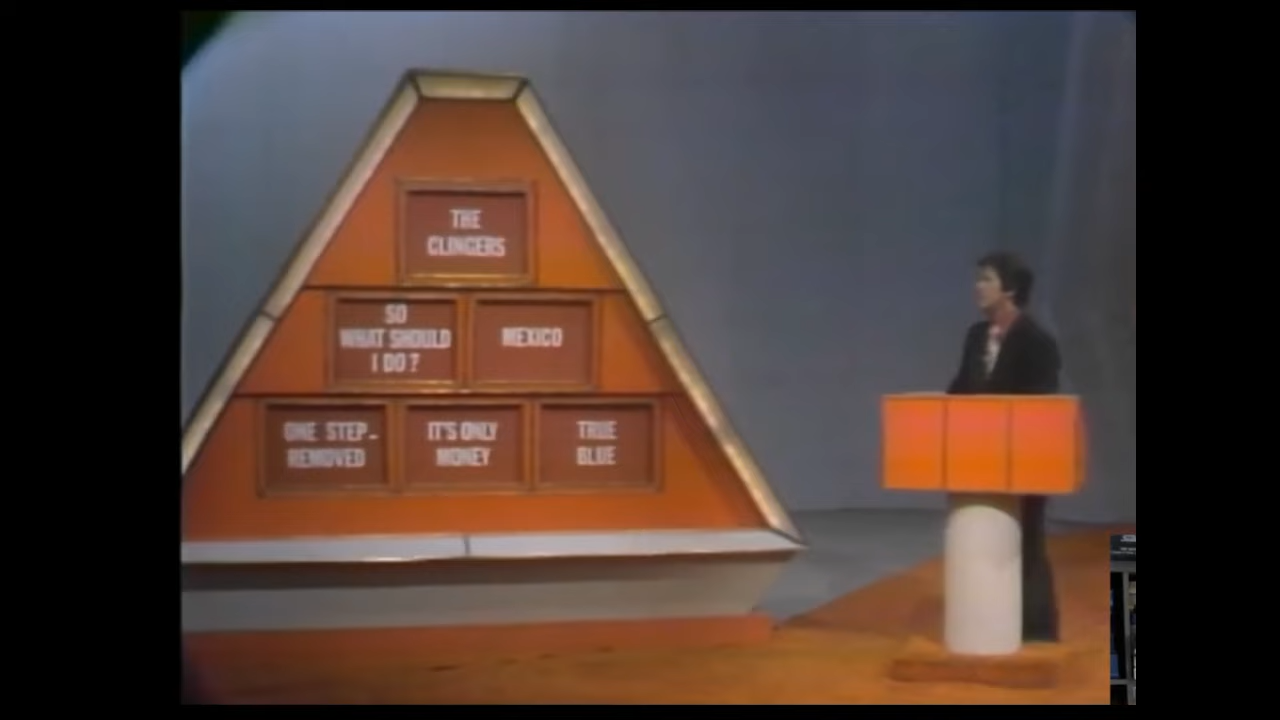 THE
CLINGERS
SO
WHAT SHOULD
I DO?
MEXICO
ONE STEP-
REMOVED
IT'S ONLY
MONEY
TRUE
BLUE